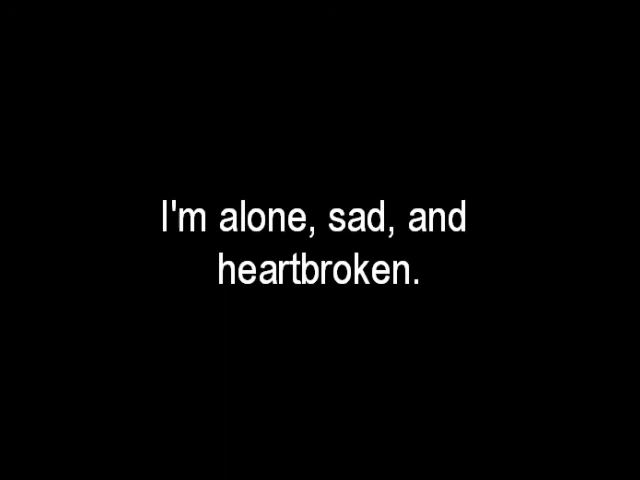 I'm alone, sad, and
heartbroken.